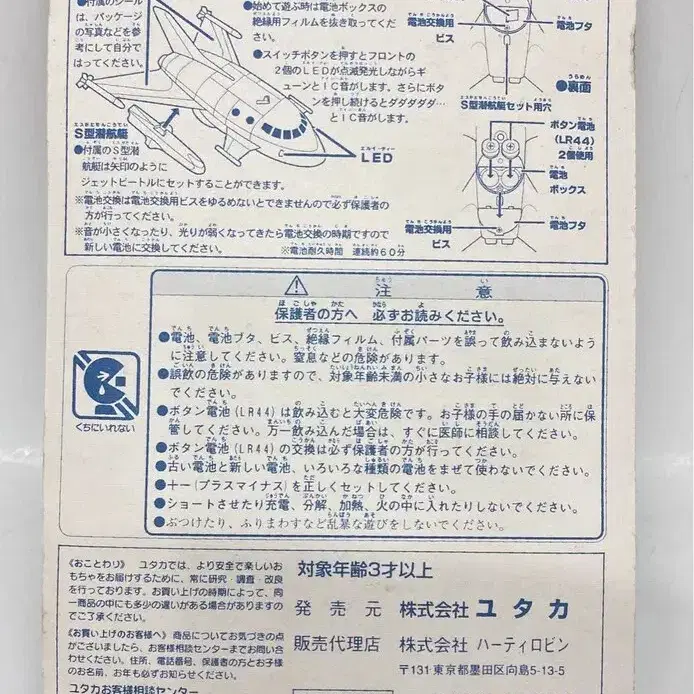 ●付属のシール
は、パッケージ
の写真などを参
考にして自分で
はってください。
●始めて遊ぶ時は電池ボックスの
絶縁用フィルムを抜き取ってくだ
さい。
●スイッチボタンを押すとフロントの
2個のLEDが点滅発光しながらギ
ューンとIC音がします。さらにボタ
ンを押し続けるとダダダダダ…
とIC音がします。
電池交換用
ビス
電池ブタ
●裏面
S型潜航艇セット用穴
ボタン電池
(LR44)
2個使用
電池
ボックス
電池交換用
ビス
電池ブタ
LED
S型潜航艇
●付属のS型潜
航艇は矢印のように
ジェットビートルにセットすることができます。
※電池交換は電池交換用ビスをゆるめないとできませんので必ず保護者の
方が行ってください。
※音が小さくなったり、光りが弱くなってきたら電池交換の時期ですので
新しい電池に交換してください。
※電池耐久時間 連続約60分
注意
保護者の方へ 必ずお読みください。
●電池、電池ブタ、ビス、絶縁フィルム、付属パーツを誤って飲み込まないよう
に注意してください。窒息などの危険があります。
●誤飲の危険がありますので、対象年齢未満の小さなお子様には絶対に与えない
でください。
●ボタン電池(LR44)は飲み込むと大変危険です。お子様の手の届かない所に保
管してください。万一飲み込んだ場合は、すぐに医師に相談してください。
●ボタン電池(LR44)の交換は必ず保護者の方が行ってください。
●古い電池と新しい電池、いろいろな種類の電池をまぜて使わないでください。
●+-(プラスマイナス)を正しくセットしてください。
●ショートさせたり充電、分解、加熱、火の中に入れたりしないでください。
●ぶつけたり、ふりまわすなど乱暴な遊びをしないでください。
くちにいれない
《おことわり》 ユタカでは、より安全で楽しいお
もちゃをお届けするために、常に研究・調査・改良
を行っております。お買い上げの時期によって、同
一商品の中にも多少の違いがある場合がありますの
でご了承ください。
《お買い上げのお客様へ》 商品についてお気づきの点
がございましたら、お客様相談センターまでお問い合
わせください。住所、電話番号、保護者の方とお子様
のお名前、お年も必ずお知らせください。
ユタカお客様相談センター
対象年齢3才以上
発売元 株式会社 ユタカ
販売代理店 株式会社 ハーティロビン
〒131 東京都墨田区向島5-13-5